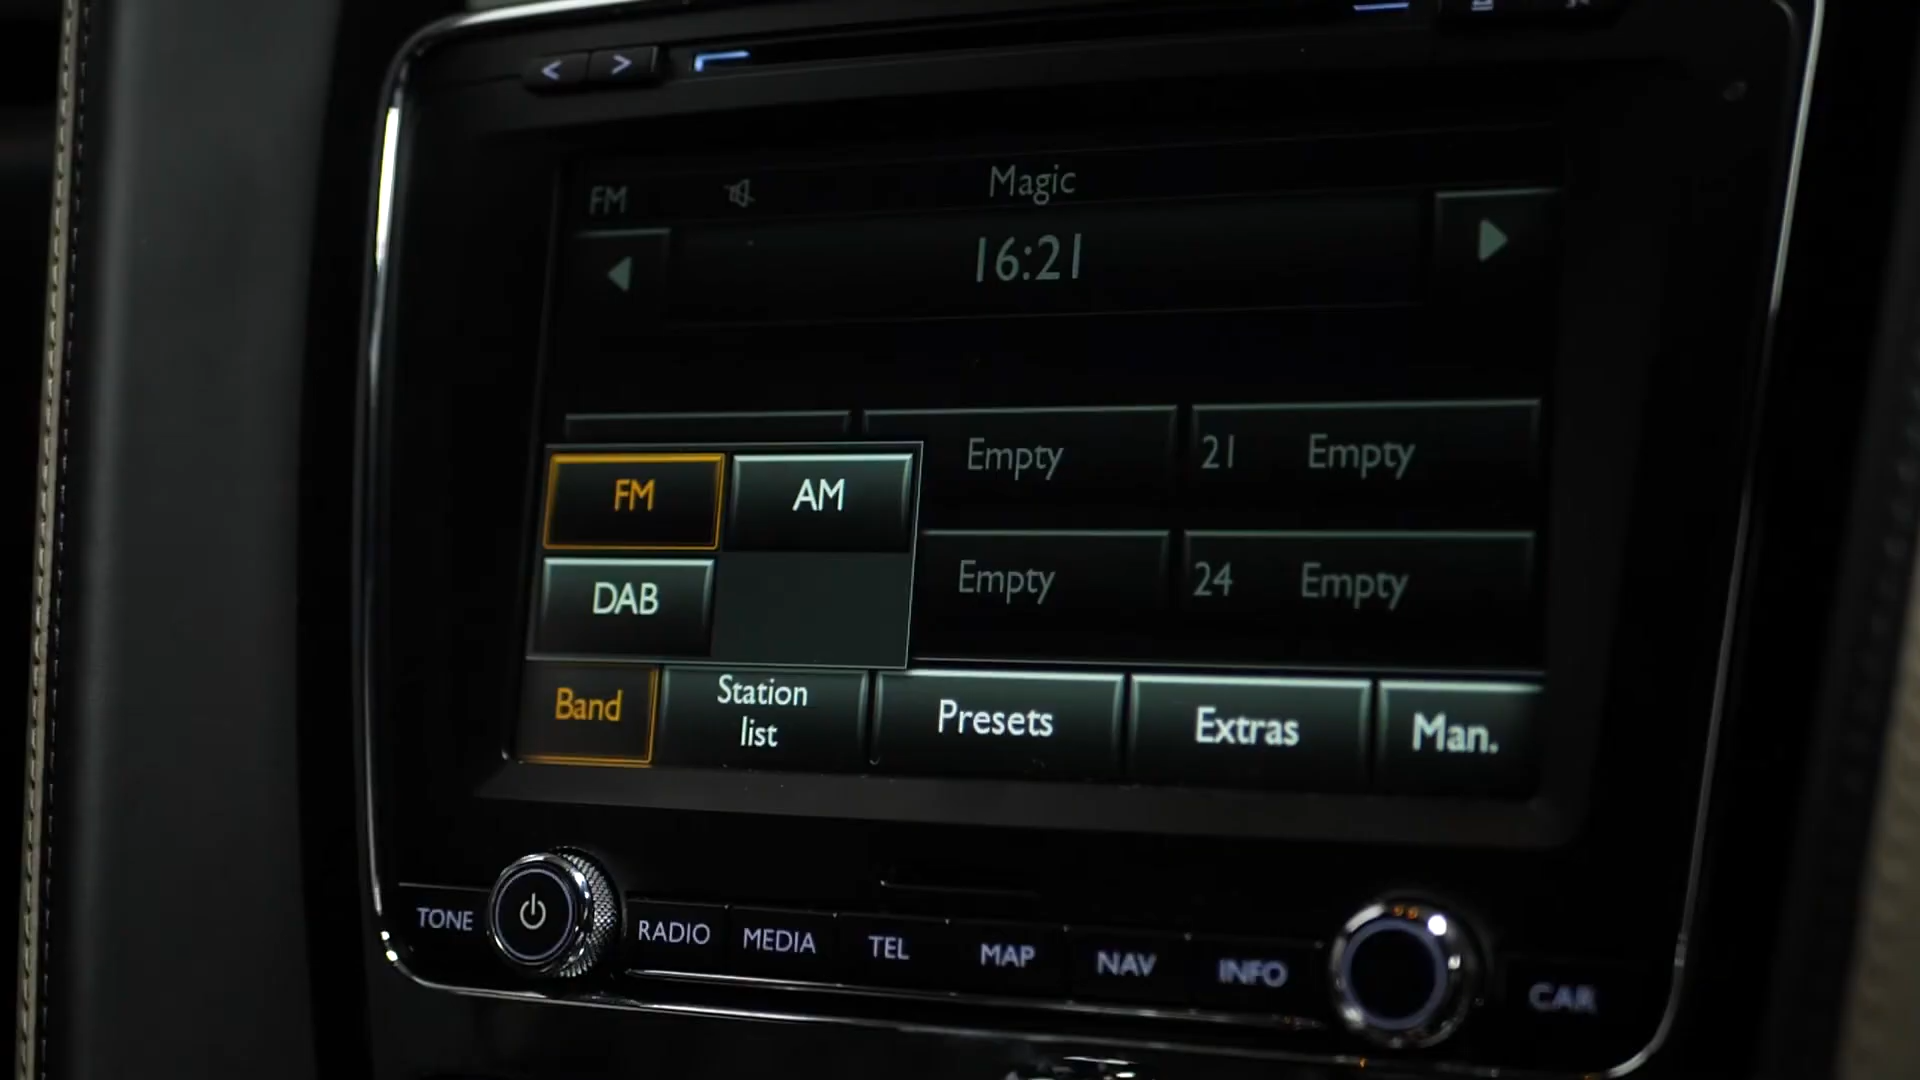 < >
FM
Magic
16:21
Empty
21 Empty
FM
AM
DAB
Empty
24 Empty
Band
Station
list
Presets
Extras
Man.
TONE
RADIO
MEDIA
TEL
MAP
NAV
INFO
CAR